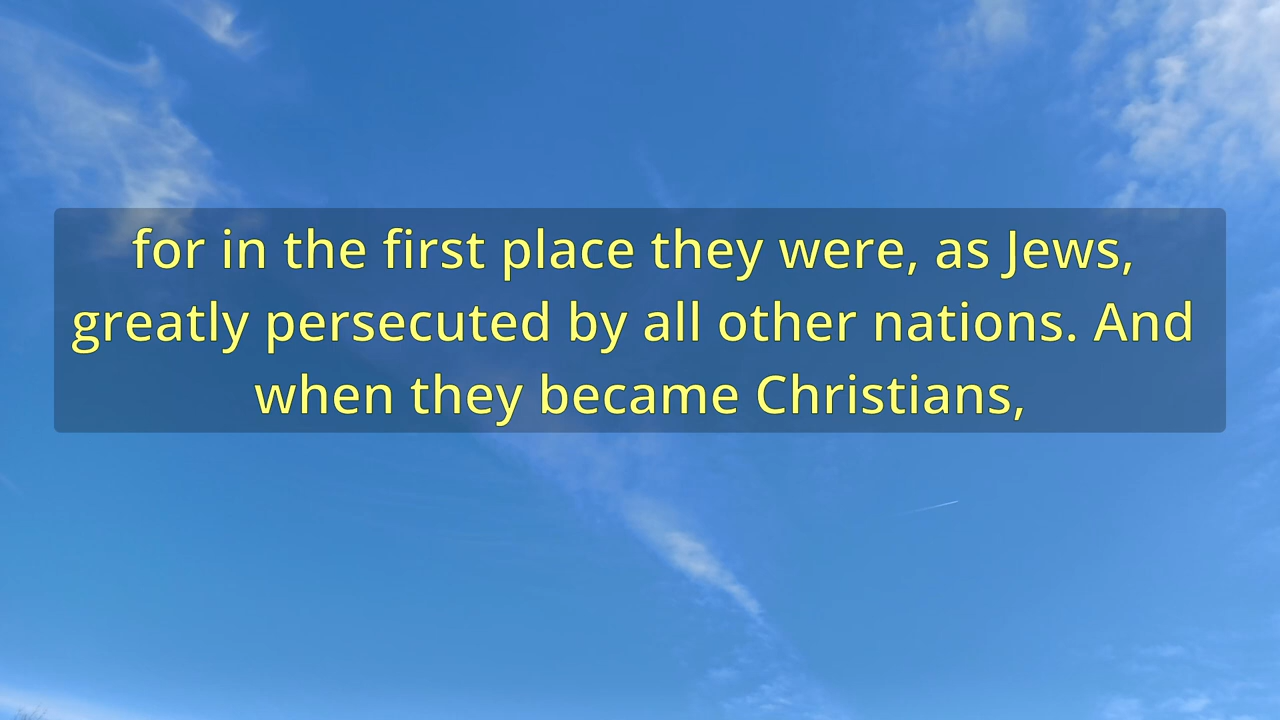 for in the first place they were, as Jews,
greatly persecuted by all other nations. And
when they became Christians,